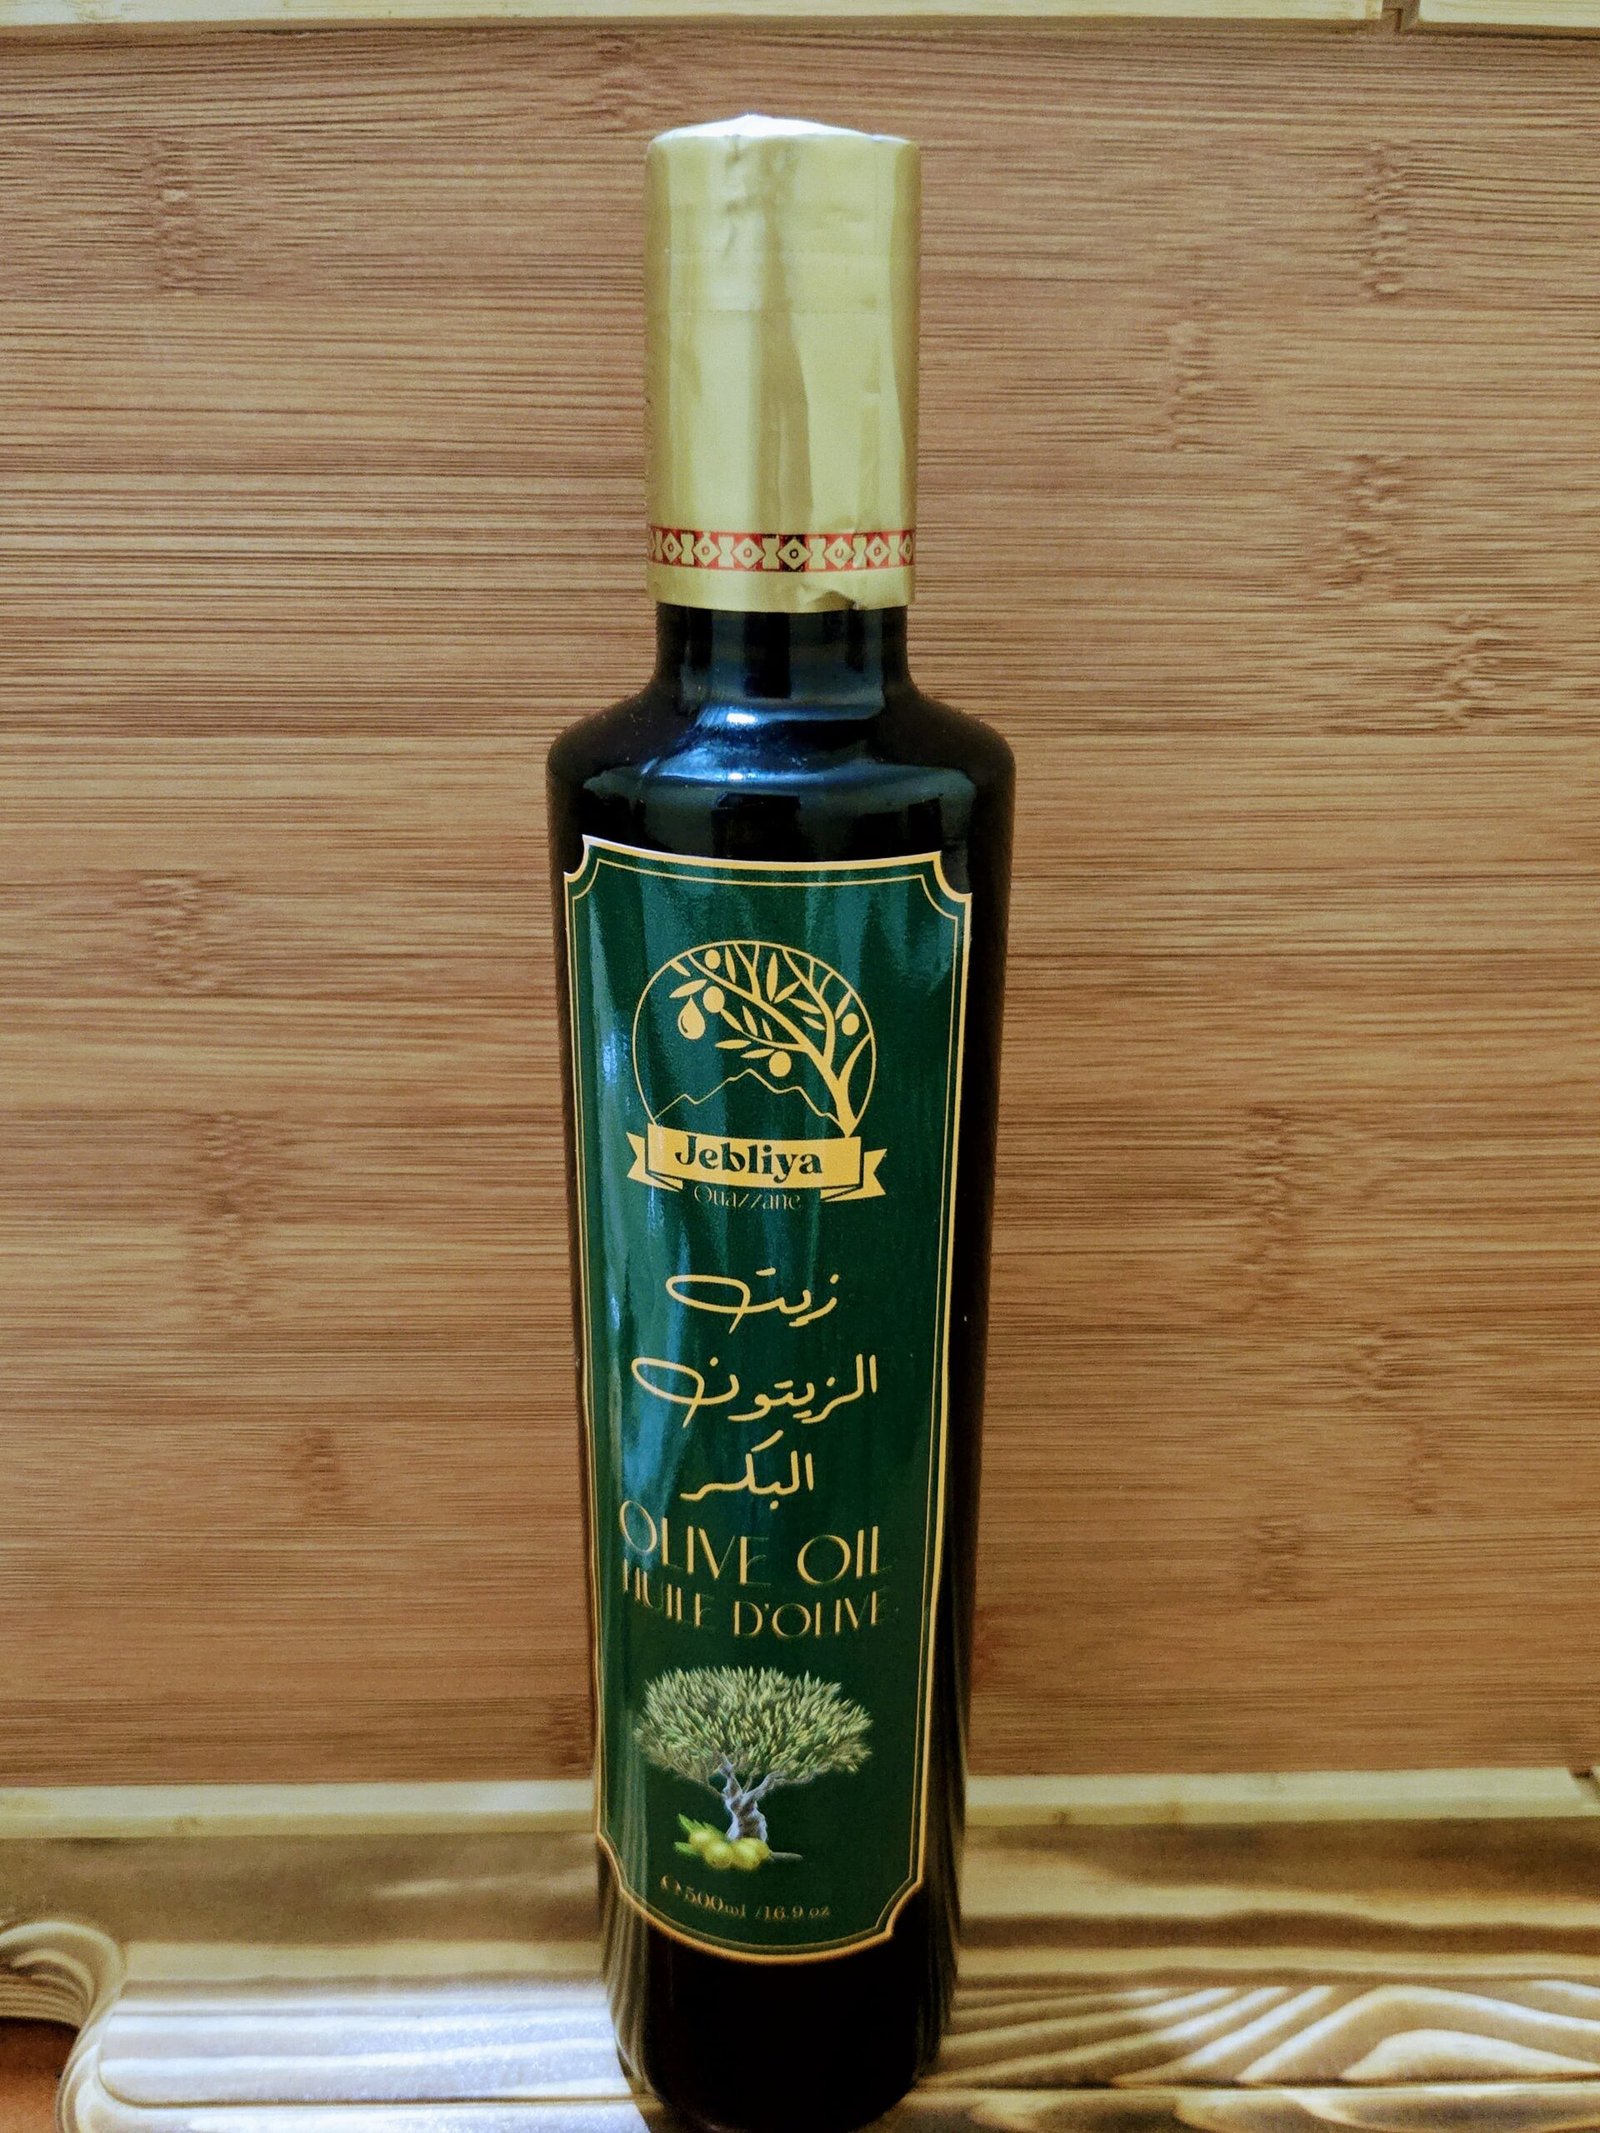 Jebliya
Ouazzane
زيت
الزيتون
البكر
OLIVE OIL
HUILE D'OLIVE
℮ 500ml /16.9 oz